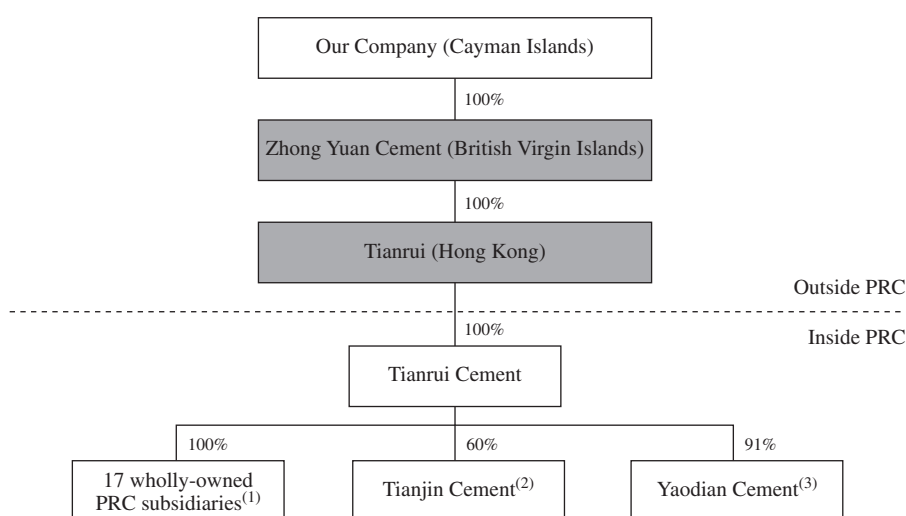 Our Company (Cayman Islands)
100%
Zhong Yuan Cement (British Virgin Islands)
100%
Tianrui (Hong Kong)
Outside PRC
100%
Inside PRC
Tianrui Cement
100%
60%
91%
17 wholly-owned
PRC subsidiaries(1)
Tianjin Cement(2)
Yaodian Cement(3)